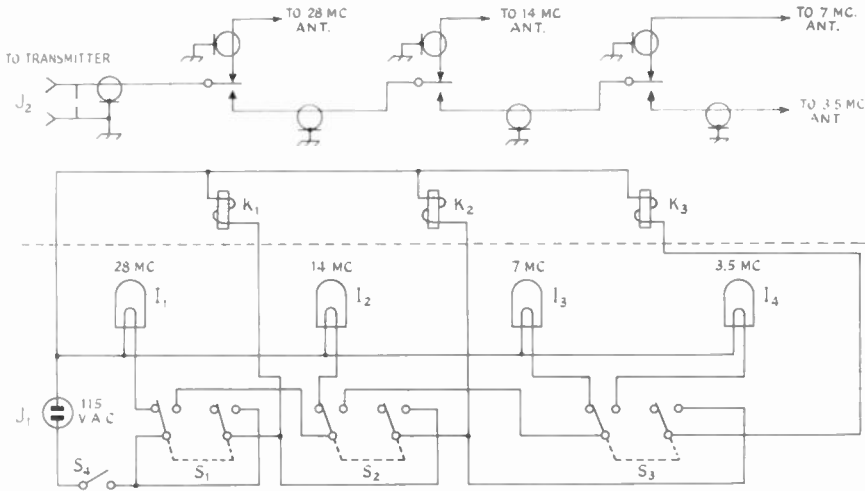 TO 28 MC
ANT.
TO 14 MC
ANT.
TO 7 MC.
ANT.
TO TRANSMITTER
J2
TO 3.5 MC
ANT
K1
K2
K3
28 MC
14 MC
7 MC
3.5 MC
I1
I2
I3
I4
J1
115
V A C
S4
S1
S2
S3